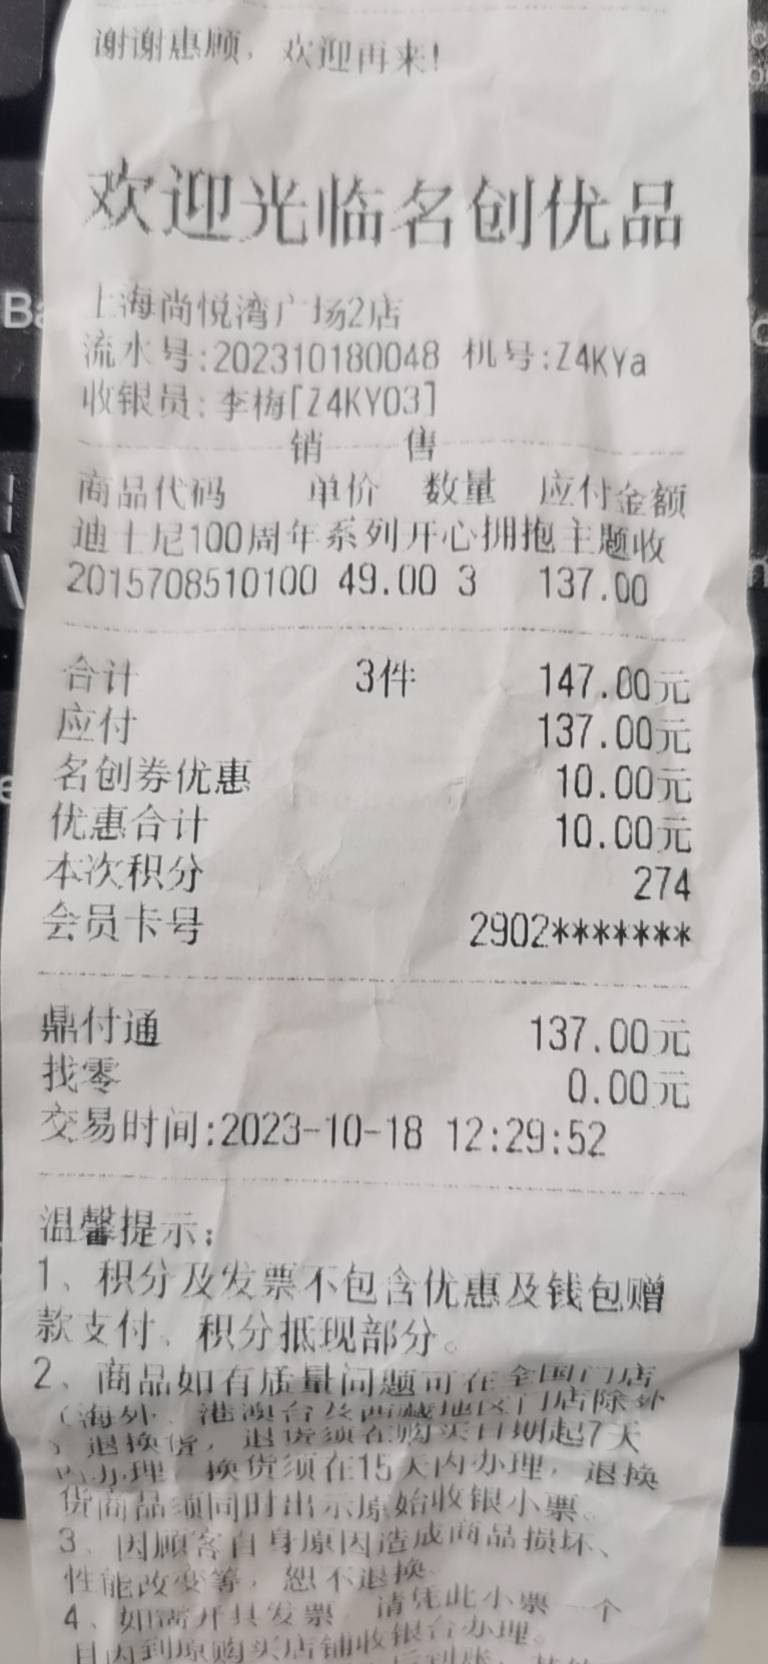 谢谢惠顾，欢迎再来!
欢迎光临名创优品
上海尚悦湾广场2店
流水号:202310180048 机号:Z4KYa
收银员:李梅[Z4KY03]
销 售
商品代码 单价 数量 应付金额
迪士尼100周年系列开心拥抱主题收
2015708510100 49.00 3 137.00
合计 3件 147.00元
应付 137.00元
名创券优惠 10.00元
优惠合计 10.00元
本次积分 274
会员卡号 2902*******
鼎付通 137.00元
找零 0.00元
交易时间:2023-10-18 12:29:52
温馨提示:
1、积分及发票不包含优惠及钱包赠
款支付、积分抵现部分。
2、商品如有质量问题可在全国门店
(海外、港澳台及西藏地区门店除外
)退换货，退货须在购买日期起7天
内办理，换货须在15天内办理，退换
货商品须同时出示原始收银小票。
3、因顾客自身原因造成商品损坏、
性能改变等，恕不退换。
4、如需开具发票，请凭此小票一个
月内到原购买店铺收银台办理。